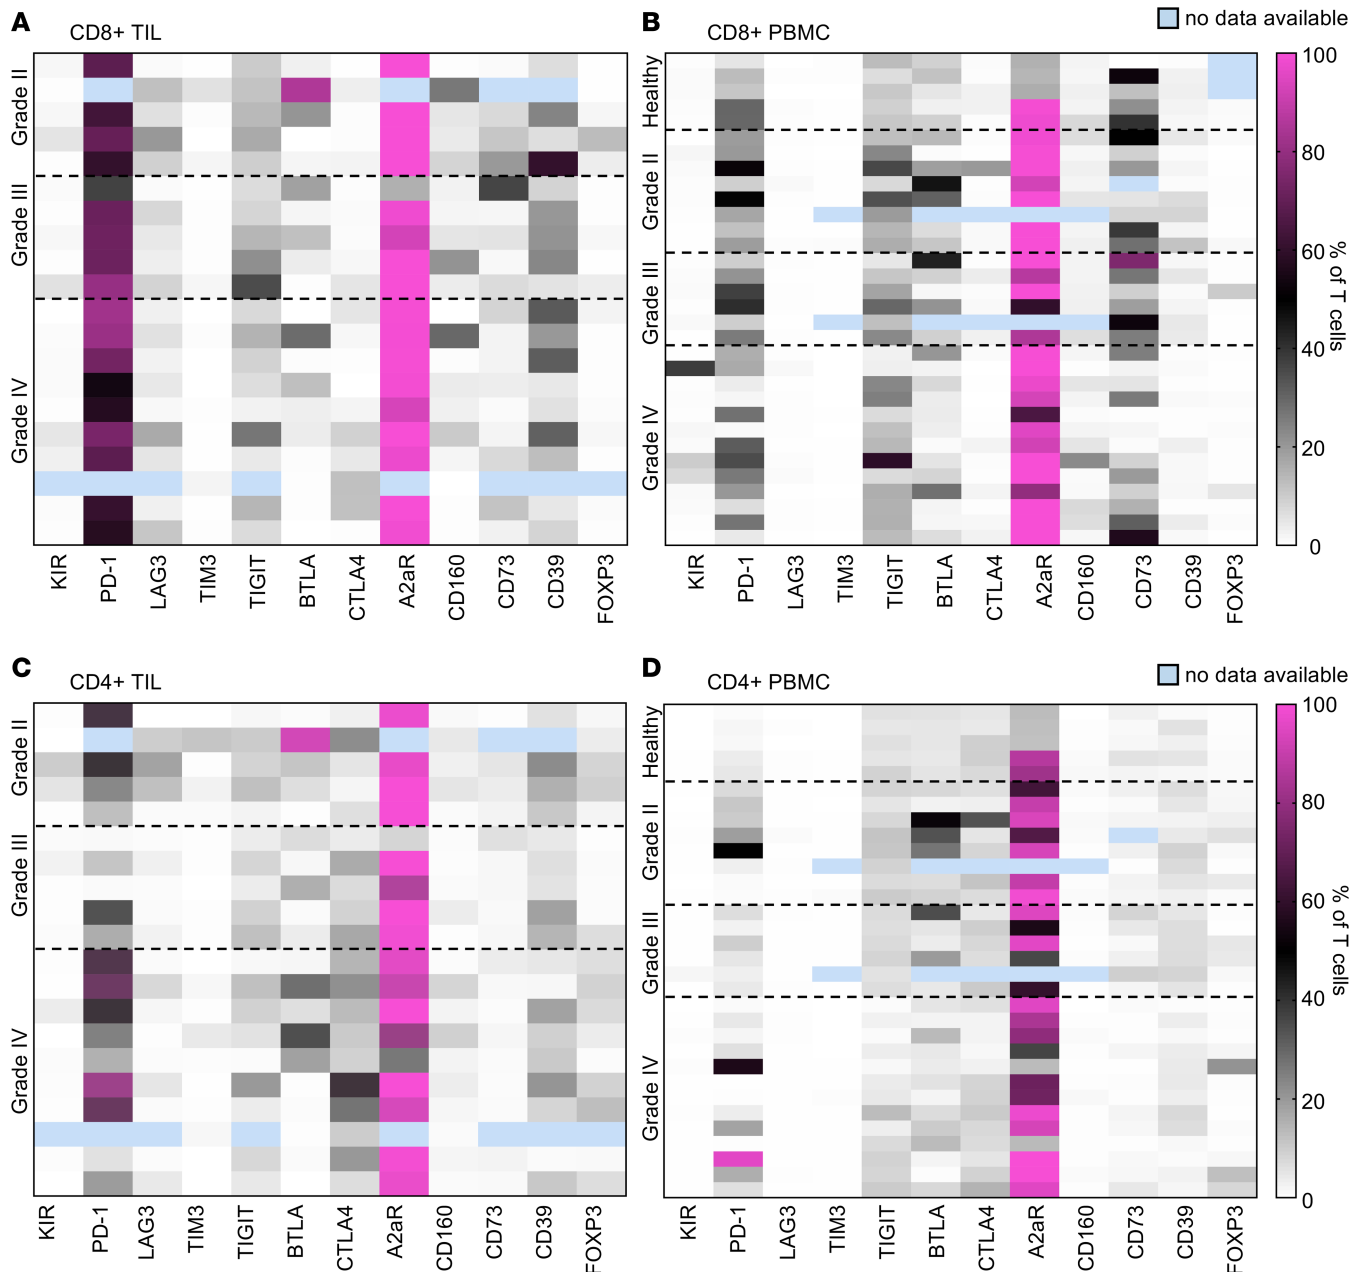 A
CD8+ TIL
B
CD8+ PBMC
no data available
Grade II
Grade III
Grade IV
Healthy
Grade II
Grade III
Grade IV
100
80
60
40
20
0
% of T cells
KIR
PD-1
LAG3
TIM3
TIGIT
BTLA
CTLA4
A2aR
CD160
CD73
CD39
FOXP3
KIR
PD-1
LAG3
TIM3
TIGIT
BTLA
CTLA4
A2aR
CD160
CD73
CD39
FOXP3
C
CD4+ TIL
D
CD4+ PBMC
no data available
Grade II
Grade III
Grade IV
Healthy
Grade II
Grade III
Grade IV
100
80
60
40
20
0
% of T cells
KIR
PD-1
LAG3
TIM3
TIGIT
BTLA
CTLA4
A2aR
CD160
CD73
CD39
FOXP3
KIR
PD-1
LAG3
TIM3
TIGIT
BTLA
CTLA4
A2aR
CD160
CD73
CD39
FOXP3